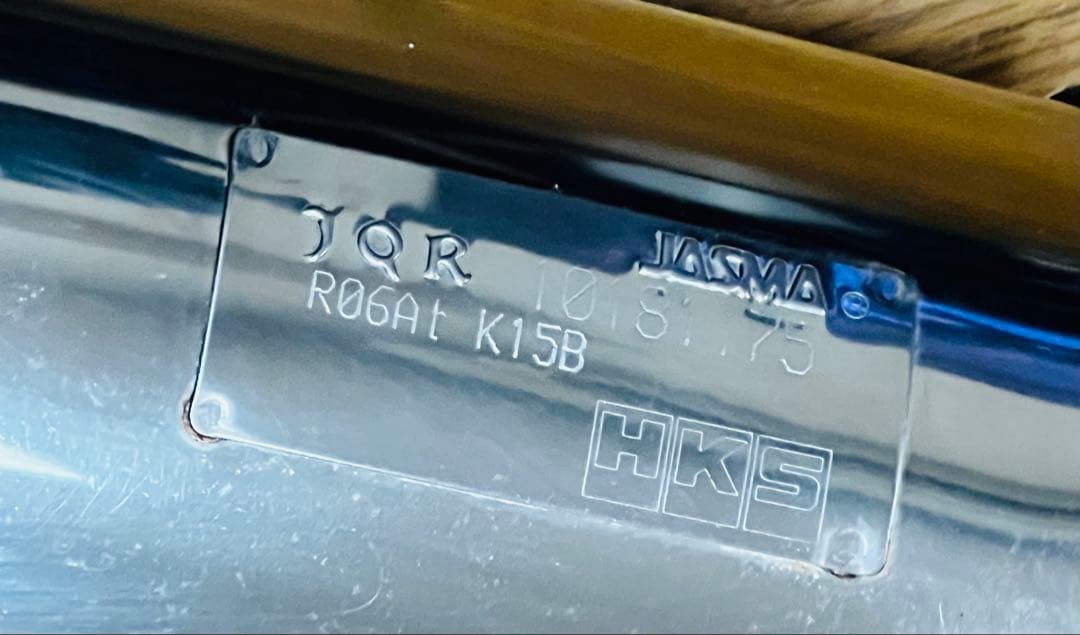 JQR JASMA ®
R06At K15B
HKS